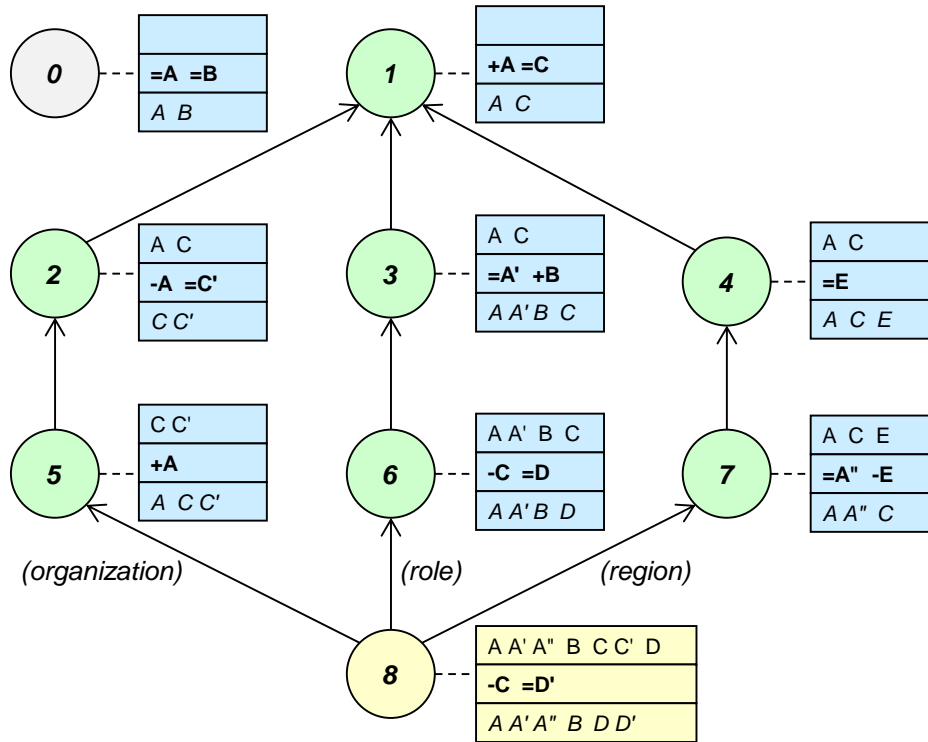 0
=A =B
A B
1
+A =C
A C
2
A C
-A =C'
C C'
3
A C
=A' +B
A A' B C
4
A C
=E
A C E
5
C C'
+A
A C C'
6
A A' B C
-C =D
A A' B D
7
A C E
=A" -E
A A" C
(organization)
(role)
(region)
8
A A' A" B C C' D
-C =D'
A A' A" B D D'